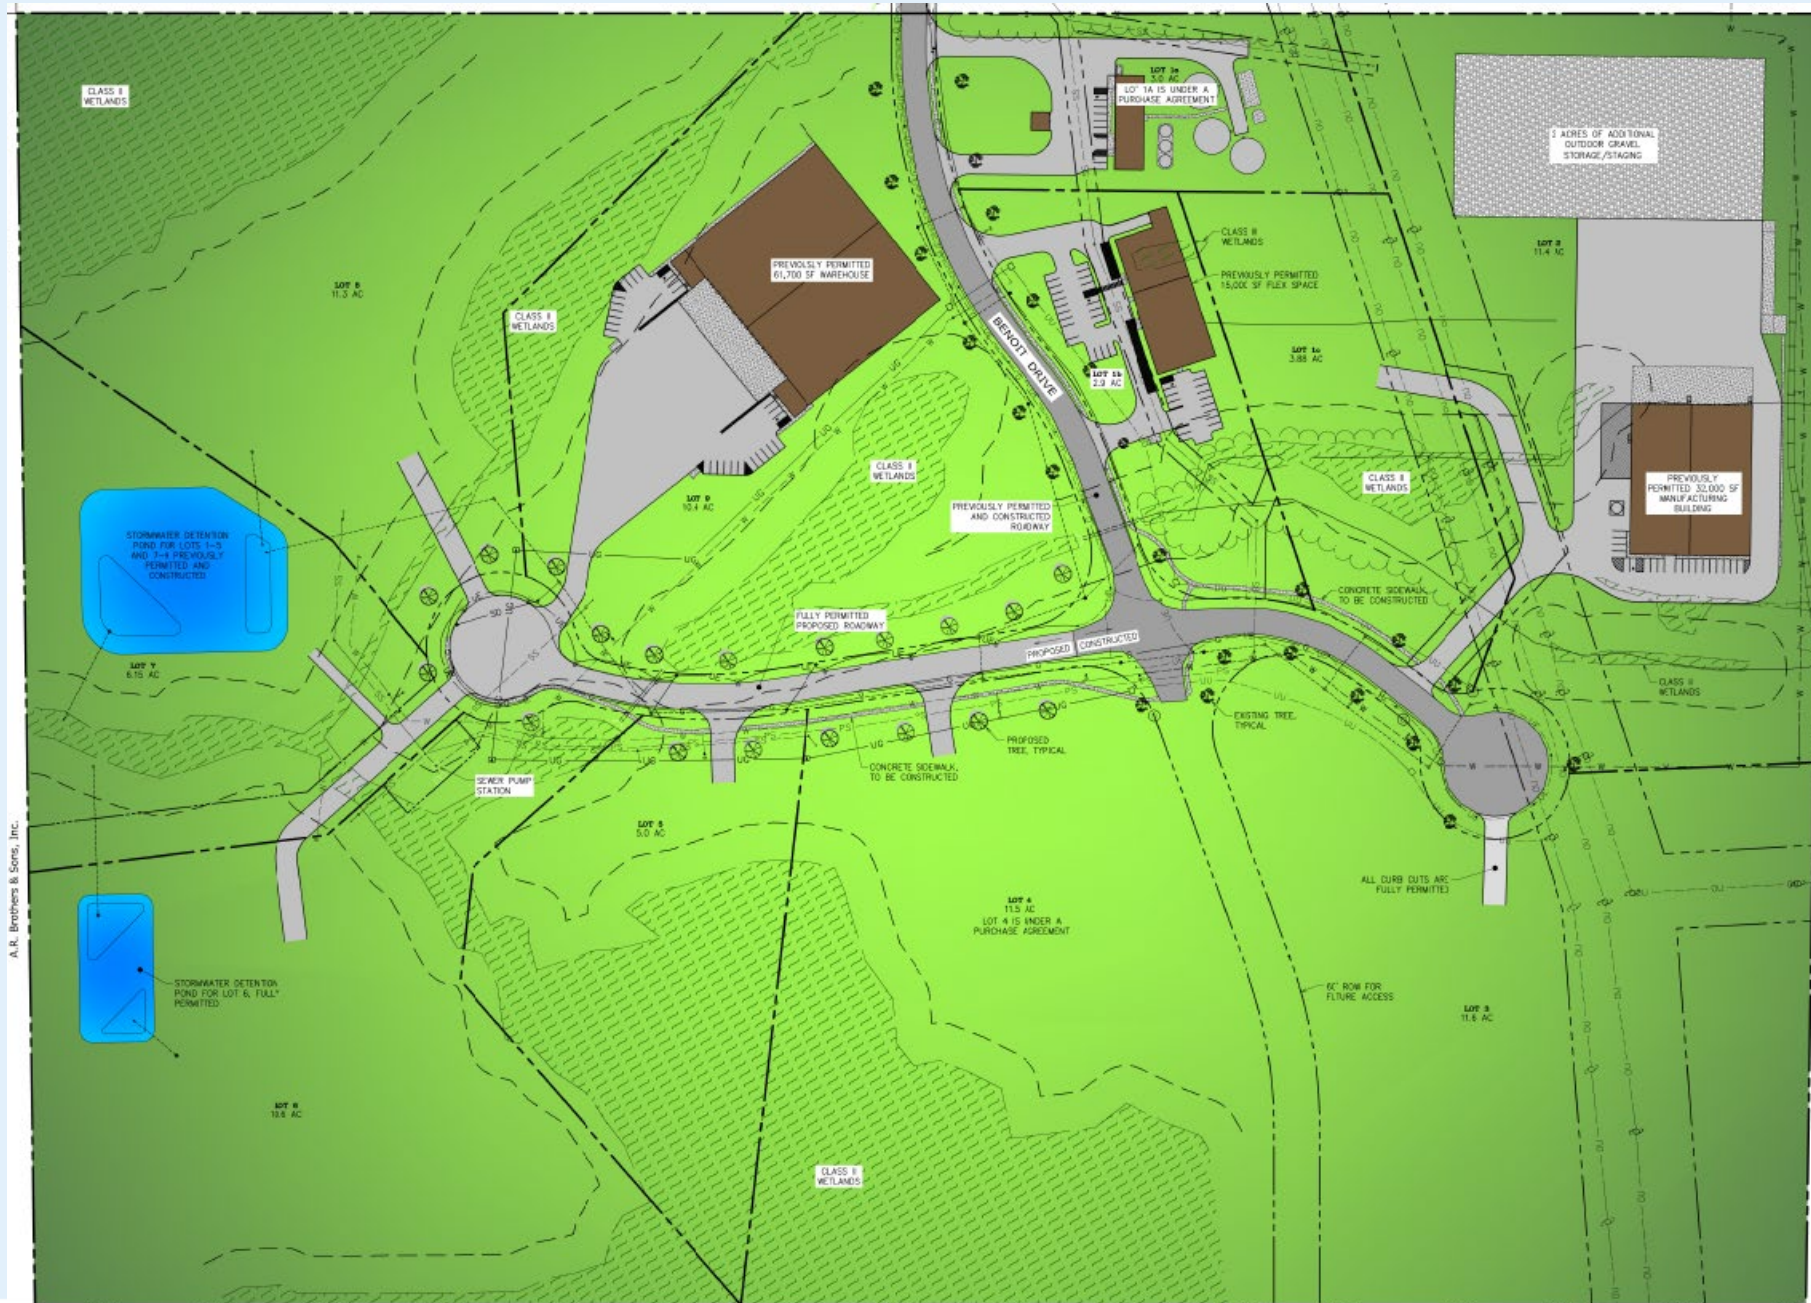 CLASS II
WETLANDS
LOT 1a
3.0 AC
LOT 1A IS UNDER A
PURCHASE AGREEMENT
2 ACRES OF ADDITIONAL
OUTDOOR GRAVEL
STORAGE/STAGING
CLASS III
WETLANDS
LOT 2
11.4 AC
PREVIOUSLY PERMITTED
61,700 SF WAREHOUSE
PREVIOUSLY PERMITTED
15,000 SF FLEX SPACE
LOT 8
11.3 AC
CLASS II
WETLANDS
BENOIT DRIVE
LOT 1c
3.88 AC
LOT 1b
2.9 AC
CLASS II
WETLANDS
CLASS II
WETLANDS
PREVIOUSLY
PERMITTED 32,000 SF
MANUFACTURING
BUILDING
LOT 9
10.4 AC
PREVIOUSLY PERMITTED
AND CONSTRUCTED
ROADWAY
STORMWATER DETENTION
POND FOR LOTS 1-5
PREVIOUSLY
PERMITTED AND
CONSTRUCTED
CONCRETE SIDEWALK,
TO BE CONSTRUCTED
FULLY PERMITTED
PROPOSED ROADWAY
PROPOSED
CONSTRUCTED
LOT 7
6.15 AC
CLASS II
WETLANDS
EXISTING TREE,
TYPICAL
PROPOSED
TREE, TYPICAL
CONCRETE SIDEWALK,
TO BE CONSTRUCTED
SEWER PUMP
STATION
LOT 5
5.0 AC
A.R. Brothers & Sons, Inc.
ALL CURB CUTS ARE
FULLY PERMITTED
LOT 4
11.5 AC
LOT 4 IS UNDER A
PURCHASE AGREEMENT
STORMWATER DETENTION
POND FOR LOT 6, FULLY
PERMITTED
60' ROW FOR
FUTURE ACCESS
LOT 3
11.6 AC
LOT 6
10.6 AC
CLASS II
WETLANDS